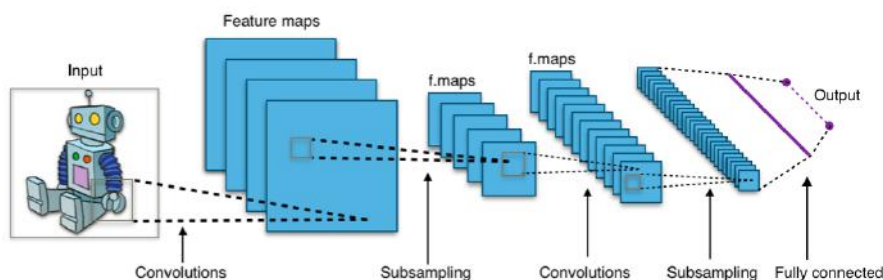 Feature maps
Input
f.maps
f.maps
Output
Convolutions
Subsampling
Convolutions
Subsampling
Fully connected